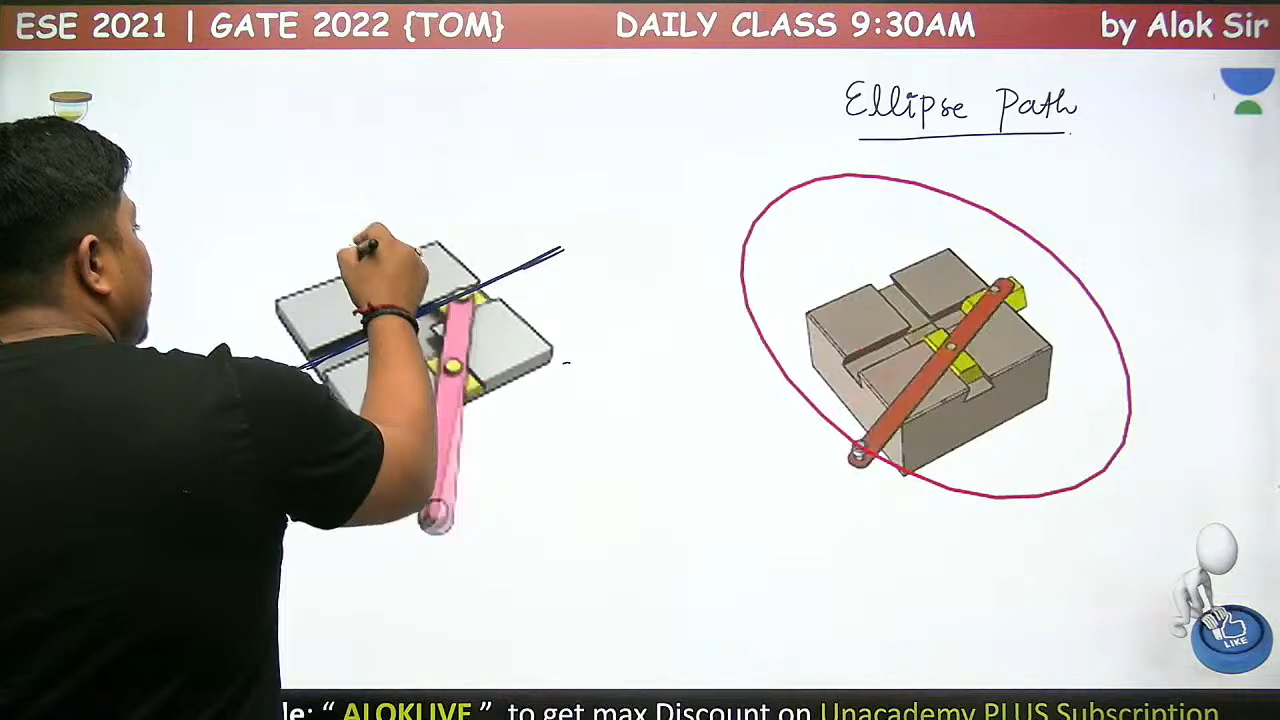 ESE 2021 | GATE 2022 {TOM} DAILY CLASS 9:30AM by Alok Sir
Ellipse Path
LIKE
de: “ ALOKLIVE ” to get max Discount on Unacademy PLUS Subscription